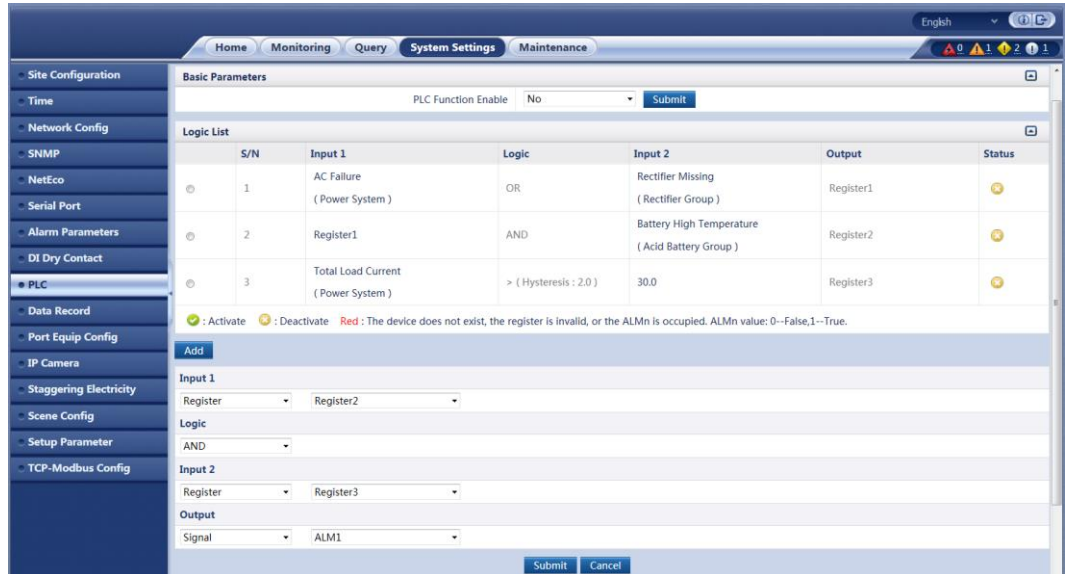 English
Home Monitoring Query System Settings Maintenance
0 1 2 1
Site Configuration
Time
Network Config
SNMP
NetEco
Serial Port
Alarm Parameters
DI Dry Contact
PLC
Data Record
Port Equip Config
IP Camera
Staggering Electricity
Scene Config
Setup Parameter
TCP-Modbus Config
Basic Parameters
PLC Function Enable No Submit
Logic List
S/N Input 1 Logic Input 2 Output Status
1 AC Failure ( Power System ) OR Rectifier Missing ( Rectifier Group ) Register1
2 Register1 AND Battery High Temperature ( Acid Battery Group ) Register2
3 Total Load Current ( Power System ) > ( Hysteresis : 2.0 ) 30.0 Register3
: Activate : Deactivate Red : The device does not exist, the register is invalid, or the ALMn is occupied. ALMn value: 0--False,1--True.
Add
Input 1
Register Register2
Logic
AND
Input 2
Register Register3
Output
Signal ALM1
Submit Cancel